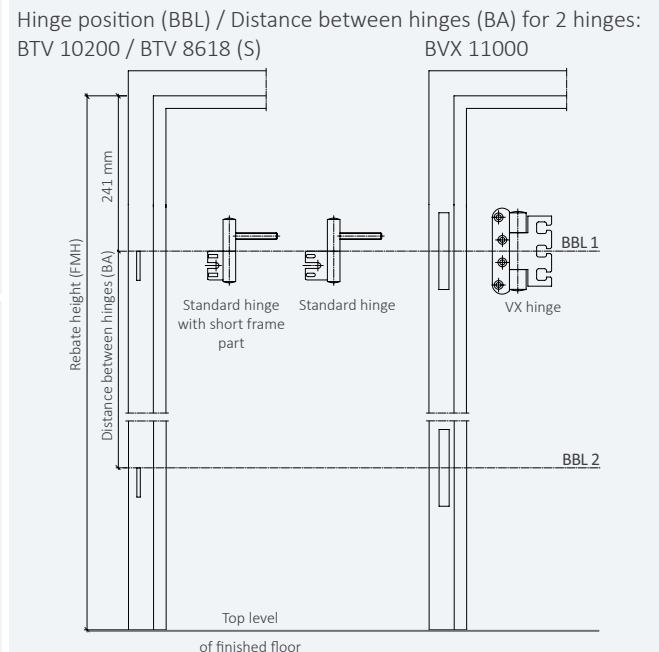 Hinge position (BBL) / Distance between hinges (BA) for 2 hinges:
BTV 10200 / BTV 8618 (S)
BVX 11000
241 mm
Rebate height (FMH)
Distance between hinges (BA)
BBL 1
Standard hinge
with short frame
part
Standard hinge
VX hinge
BBL 2
Top level
of finished floor